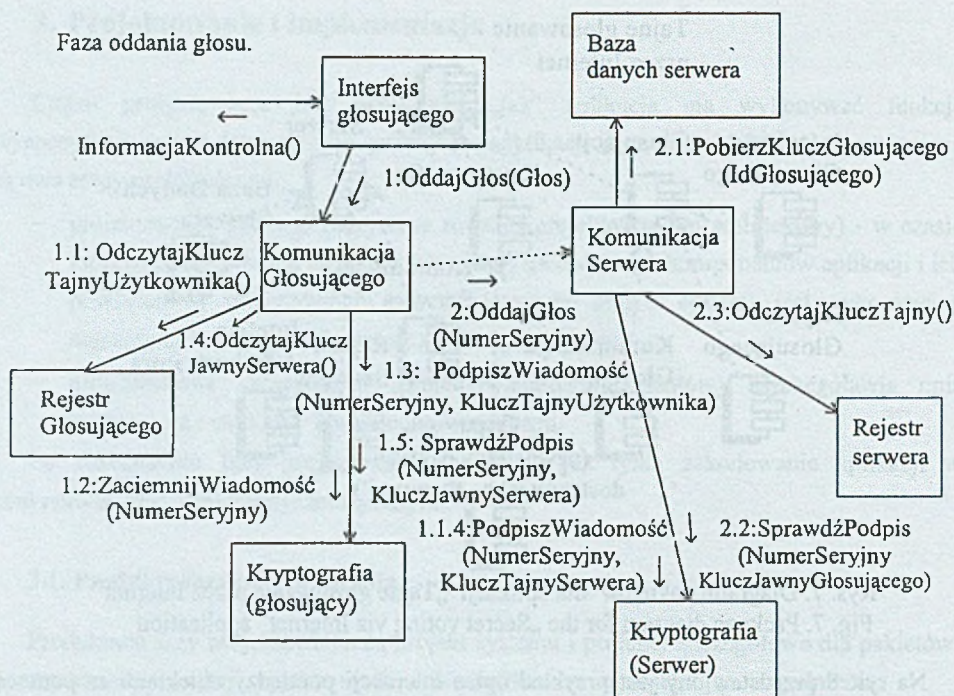 Faza oddania głosu.
Interfejs
głosującego
Baza
danych serwera
InformacjaKontrolna()
1:OddajGłos(Głos)
2.1:PobierzKluczGłosującego
(IdGłosującego)
1.1: OdczytajKlucz
TajnyUżytkownika()
Komunikacja
Głosującego
Komunikacja
Serwera
2:OddajGłos
(NumerSeryjny)
2.3:OdczytajKluczTajny()
1.4:OdczytajKlucz
JawnySerwera()
1.3: PodpiszWiadomość
(NumerSeryjny, KluczTajnyUżytkownika)
Rejestr
Głosującego
Rejestr
serwera
1.5: SprawdźPodpis
(NumerSeryjny,
KluczJawnySerwera()
1.2:ZaciemnijWiadomość
(NumerSeryjny)
1.1.4:PodpiszWiadomość
(NumerSeryjny,
KluczTajnySerwera)
2.2:SprawdźPodpis
(NumerSeryjny
KluczJawnyGłosującego)
Kryptografia
(głosujący)
Kryptografia
(Serwer)